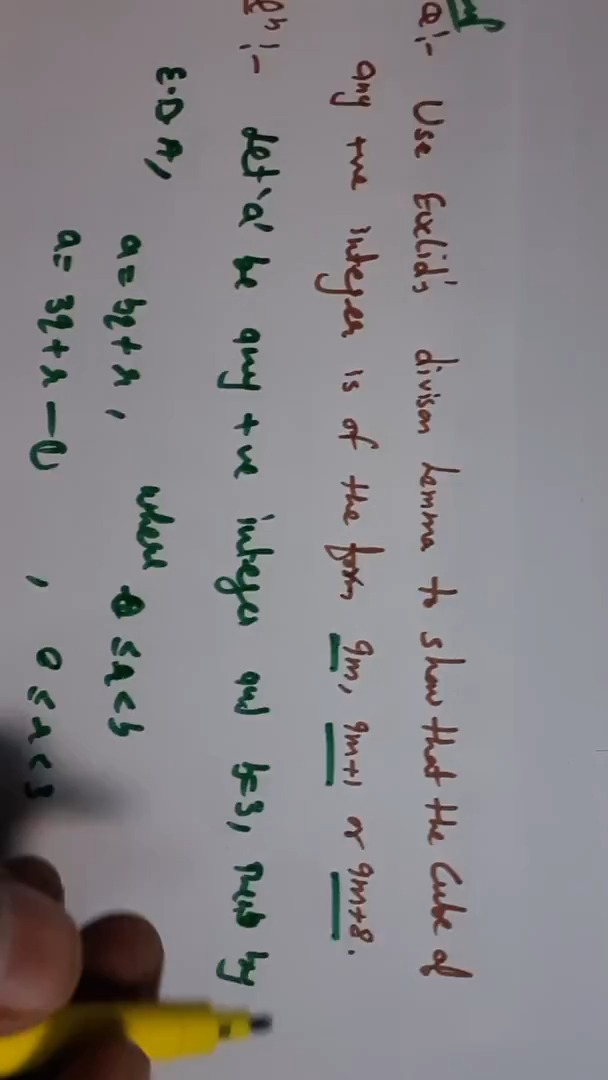 Q:- Use Euclid's divison Lemma to show that the Cube of
any +ve integer is of the form 9m, 9m+1 or 9m+8.
Let 'a' be any +ve integer and b=3, Then by
E.D A,
a = bq + r, where 0 ≤ r < b
a = 3q + r —①, 0 ≤ r < 3